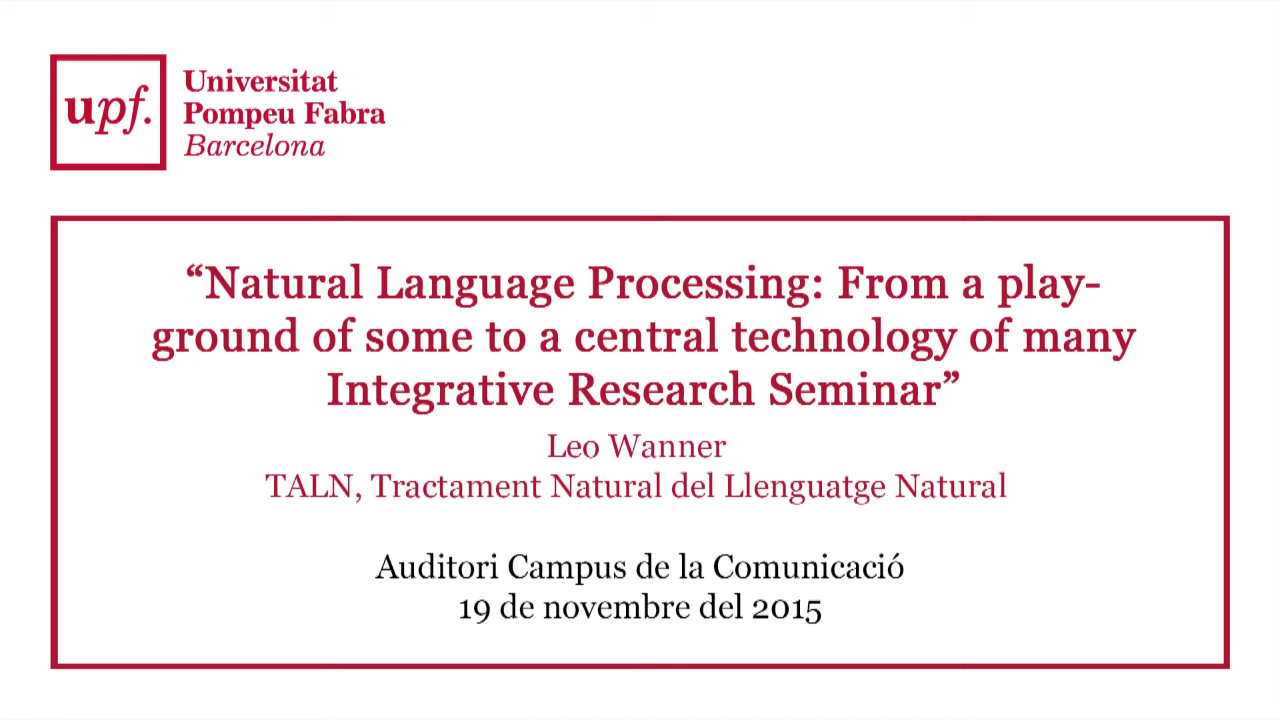 upf.
Universitat
Pompeu Fabra
Barcelona
“Natural Language Processing: From a play-
ground of some to a central technology of many
Integrative Research Seminar”
Leo Wanner
TALN, Tractament Natural del Llenguatge Natural
Auditori Campus de la Comunicació
19 de novembre del 2015